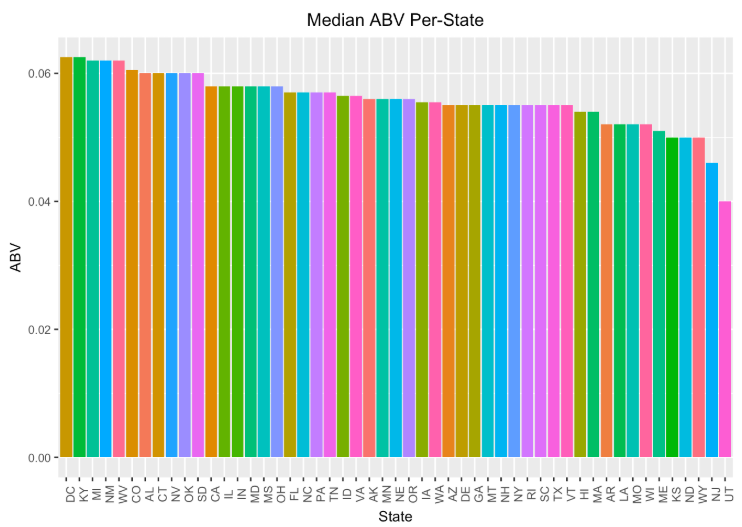 Median ABV Per-State
ABV
0.06
0.04
0.02
0.00
DC KY MI NM WV CO AL CT NV OK SD CA IL IN MD MS OH FL NC PA TN ID VA AK MN NE OR IA WA AZ DE GA MT NH NY RI SC TX VT HI MA AR LA MO WI ME KS ND WY NJ UT
State